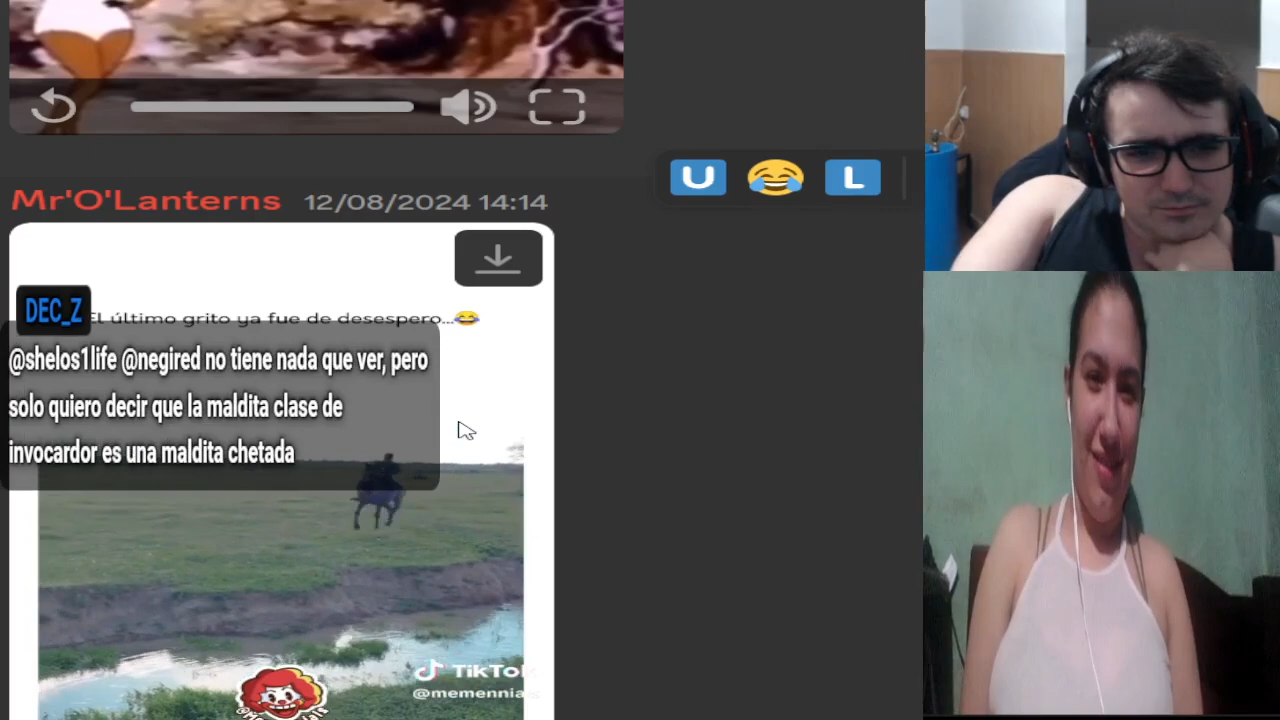 U
L
Mr'O'Lanterns 12/08/2024 14:14
DEC_Z
El último grito ya fue de desespero...
@shelos1life @negired no tiene nada que ver, pero
solo quiero decir que la maldita clase de
invocardor es una maldita chetada
TikTok